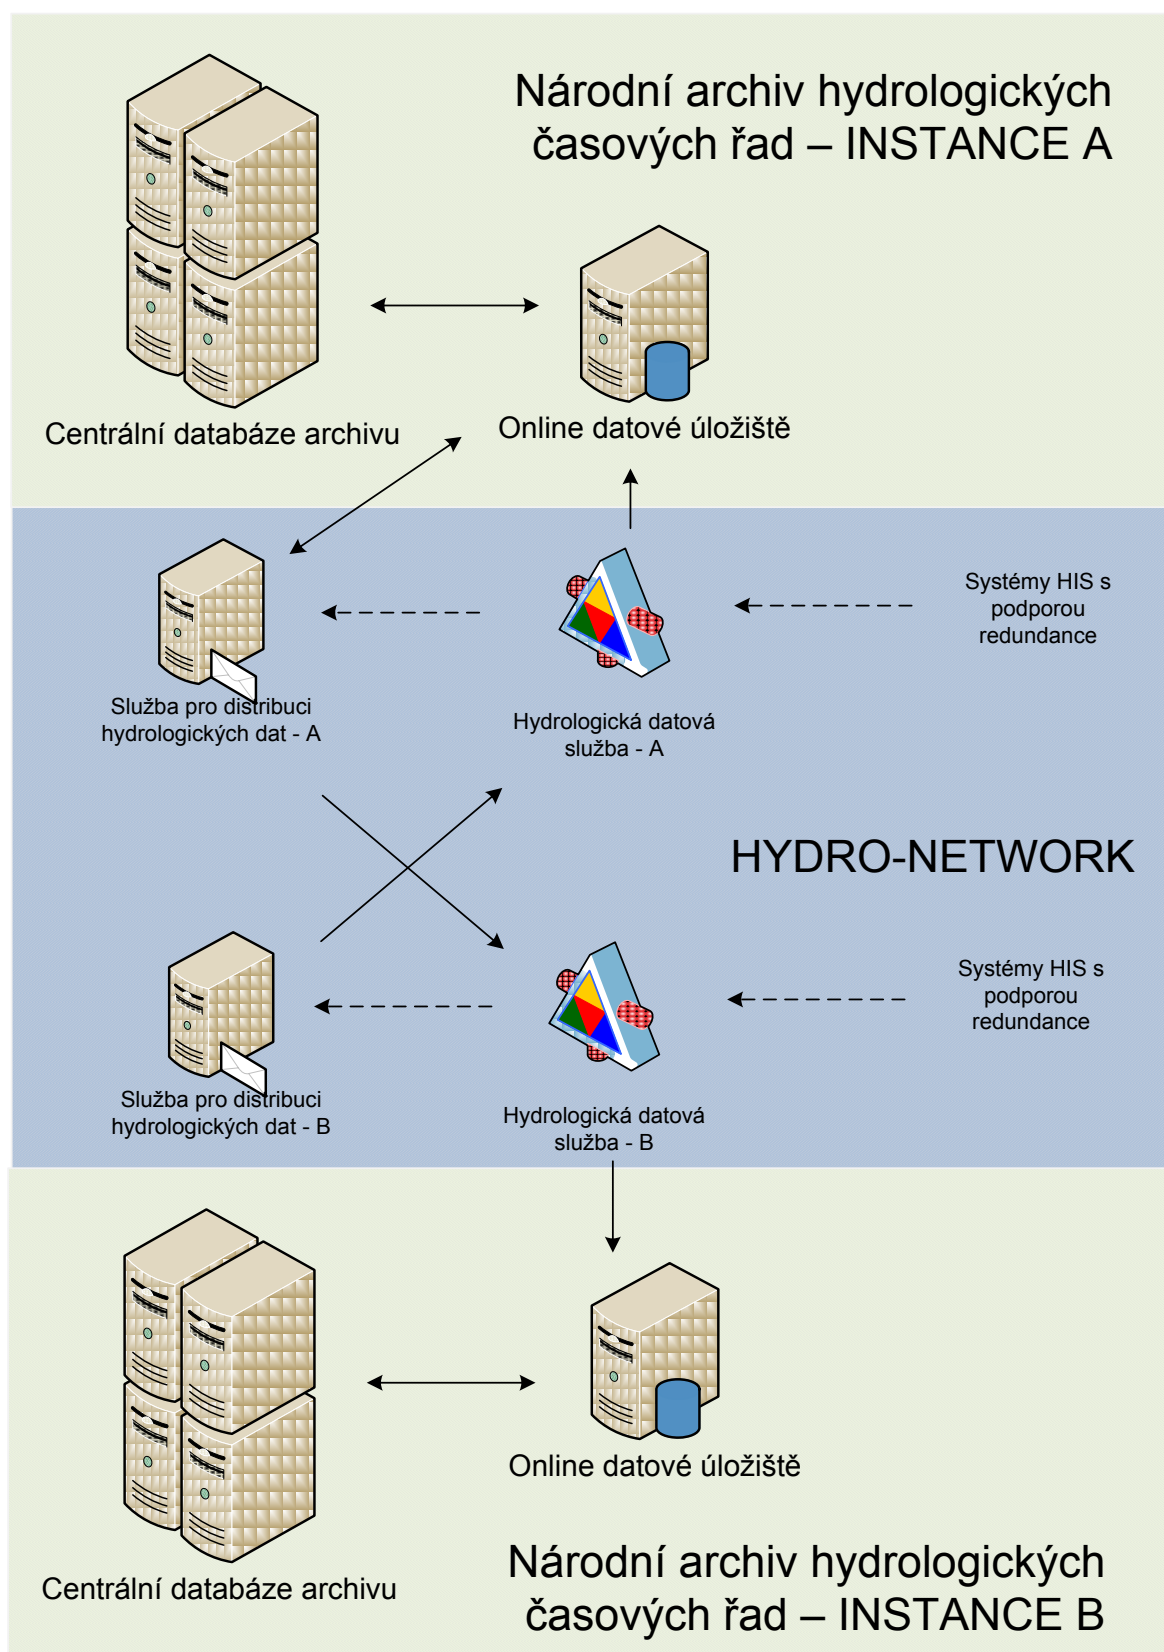 Národní archiv hydrologických
časových řad – INSTANCE A
Centrální databáze archivu
Online datové úložiště
Systémy HIS s
podporou
redundance
Služba pro distribuci
hydrologických dat - A
Hydrologická datová
služba - A
HYDRO-NETWORK
Systémy HIS s
podporou
redundance
Služba pro distribuci
hydrologických dat - B
Hydrologická datová
služba - B
Online datové úložiště
Centrální databáze archivu
Národní archiv hydrologických
časových řad – INSTANCE B